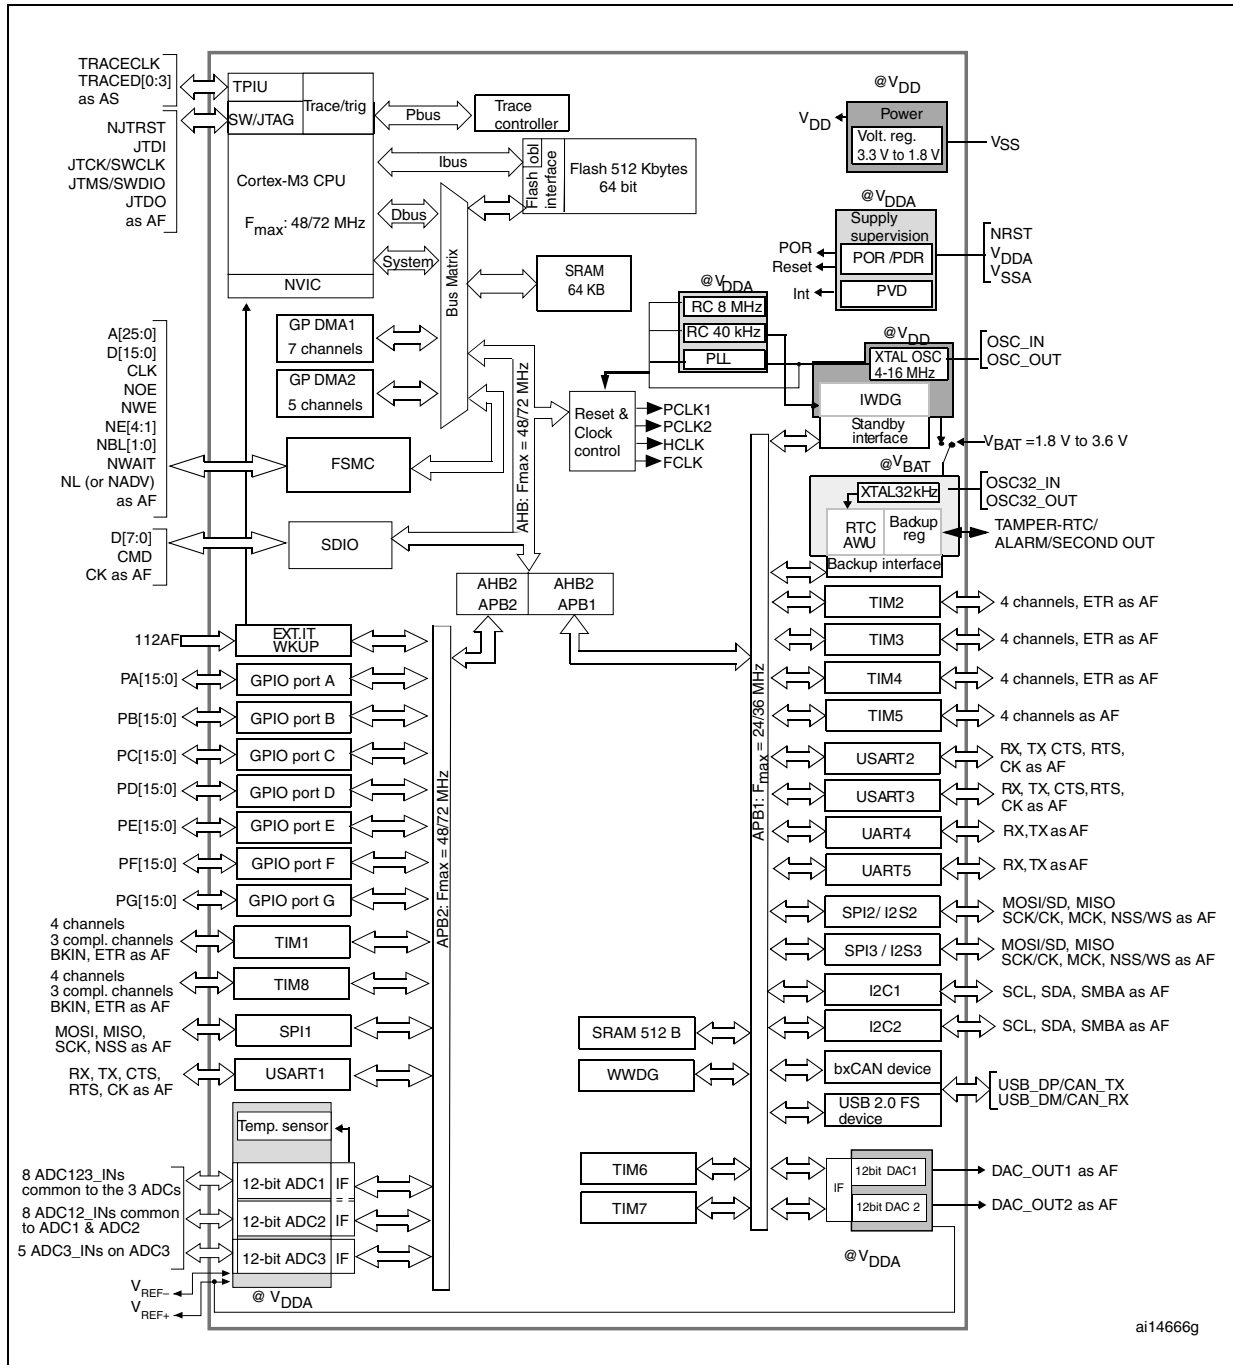 TRACECLK
TRACED[0:3]
as AS
NJTRST
JTDI
JTCK/SWCLK
JTMS/SWDIO
JTDO
as AF
TPIU
SW/JTAG
Trace/trig
Cortex-M3 CPU
Fmax: 48/72 MHz
NVIC
Pbus
Trace
controller
Ibus
Dbus
System
Flash obl
interface
Flash 512 Kbytes
64 bit
Bus Matrix
SRAM
64 KB
GP DMA1
7 channels
GP DMA2
5 channels
A[25:0]
D[15:0]
CLK
NOE
NWE
NE[4:1]
NBL[1:0]
NWAIT
NL (or NADV)
as AF
FSMC
D[7:0]
CMD
CK as AF
SDIO
AHB: Fmax = 48/72 MHz
Reset &
Clock
control
PCLK1
PCLK2
HCLK
FCLK
@VDDA
RC 8 MHz
RC 40 kHz
PLL
@VDD
Power
VDD
Volt. reg.
3.3 V to 1.8 V
VSS
@VDDA
Supply
supervision
POR
Reset
Int
POR /PDR
PVD
NRST
VDDA
VSSA
@VDD
XTAL OSC
4-16 MHz
OSC_IN
OSC_OUT
IWDG
Standby
interface
VBAT =1.8 V to 3.6 V
@VBAT
XTAL32kHz
OSC32_IN
OSC32_OUT
RTC
AWU
Backup
reg
TAMPER-RTC/
ALARM/SECOND OUT
Backup interface
AHB2
APB2
AHB2
APB1
112AF
EXT.IT
WKUP
PA[15:0]
GPIO port A
PB[15:0]
GPIO port B
PC[15:0]
GPIO port C
PD[15:0]
GPIO port D
PE[15:0]
GPIO port E
PF[15:0]
GPIO port F
PG[15:0]
GPIO port G
4 channels
3 compl. channels
BKIN, ETR as AF
TIM1
4 channels
3 compl. channels
BKIN, ETR as AF
TIM8
MOSI, MISO,
SCK, NSS as AF
SPI1
RX, TX, CTS,
RTS, CK as AF
USART1
Temp. sensor
8 ADC123_INs
common to the 3 ADCs
12-bit ADC1 IF
8 ADC12_INs common
to ADC1 & ADC2
12-bit ADC2 IF
5 ADC3_INs on ADC3
12-bit ADC3 IF
VREF–
VREF+
@ VDDA
APB2: Fmax = 48/72 MHz
APB1: Fmax = 24/36 MHz
TIM2
4 channels, ETR as AF
TIM3
4 channels, ETR as AF
TIM4
4 channels, ETR as AF
TIM5
4 channels as AF
USART2
RX, TX, CTS, RTS,
CK as AF
USART3
RX, TX, CTS, RTS,
CK as AF
UART4
RX,TX as AF
UART5
RX, TX as AF
SPI2/ I2S2
MOSI/SD, MISO
SCK/CK, MCK, NSS/WS as AF
SPI3 / I2S3
MOSI/SD, MISO
SCK/CK, MCK, NSS/WS as AF
I2C1
SCL, SDA, SMBA as AF
I2C2
SCL, SDA, SMBA as AF
SRAM 512 B
WWDG
bxCAN device
USB 2.0 FS
device
USB_DP/CAN_TX
USB_DM/CAN_RX
TIM6
TIM7
IF
12bit DAC1
DAC_OUT1 as AF
12bit DAC 2
DAC_OUT2 as AF
@VDDA
ai14666g